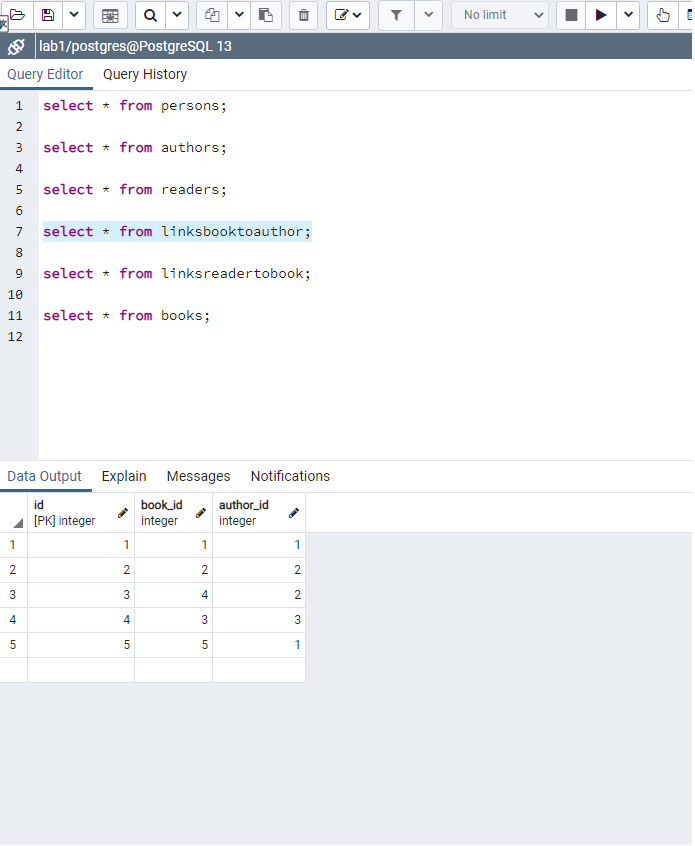 No limit
lab1/postgres@PostgreSQL 13
Query Editor Query History
1 select * from persons;
2
3 select * from authors;
4
5 select * from readers;
6
7 select * from linksbooktoauthor;
8
9 select * from linksreadertobook;
10
11 select * from books;
12
Data Output Explain Messages Notifications
id book_id author_id
[PK] integer integer integer
1 1 1 1
2 2 2 2
3 3 4 2
4 4 3 3
5 5 5 1